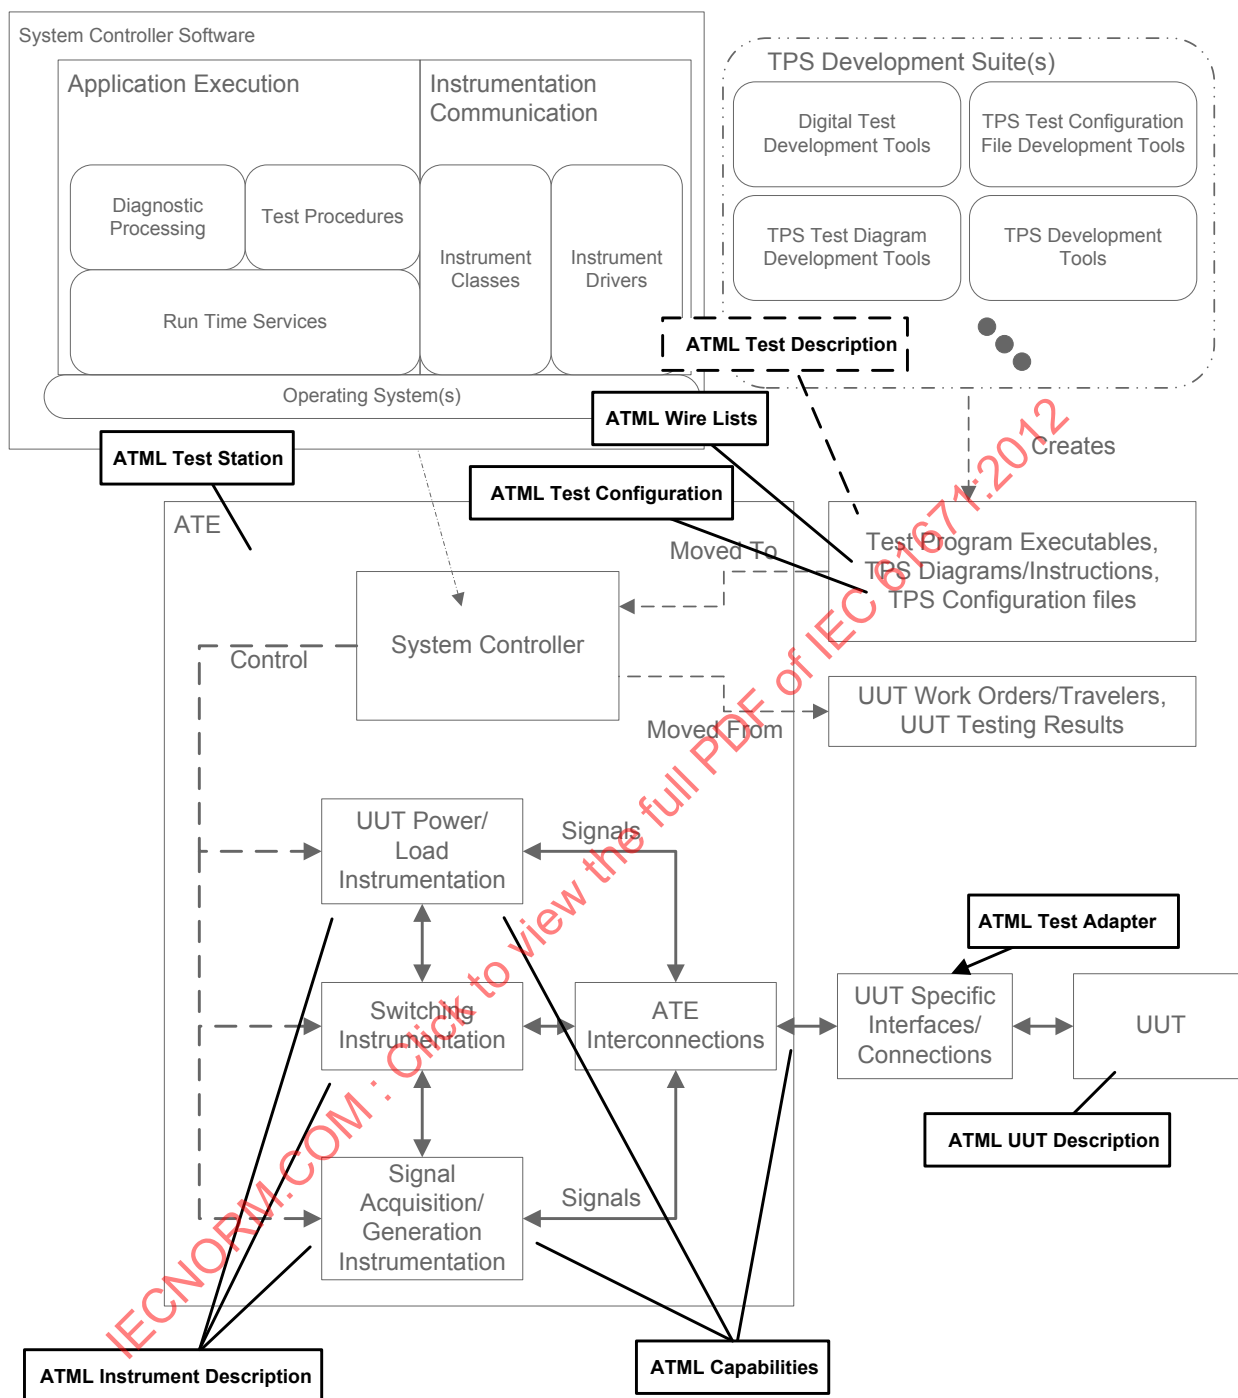 System Controller Software
Application Execution
Instrumentation
Communication
Diagnostic
Processing
Test Procedures
Run Time Services
Instrument
Classes
Instrument
Drivers
Operating System(s)
TPS Development Suite(s)
Digital Test
Development Tools
TPS Test Configuration
File Development Tools
TPS Test Diagram
Development Tools
TPS Development
Tools
ATML Test Description
ATML Wire Lists
ATML Test Station
ATML Test Configuration
Creates
ATE
Moved To
Test Program Executables,
TPS Diagrams/Instructions,
TPS Configuration files
System Controller
Control
Moved From
UUT Work Orders/Travelers,
UUT Testing Results
UUT Power/
Load
Instrumentation
Signals
ATML Test Adapter
Switching
Instrumentation
ATE
Interconnections
UUT Specific
Interfaces/
Connections
UUT
ATML UUT Description
Signal
Acquisition/
Generation
Instrumentation
Signals
ATML Instrument Description
ATML Capabilities
IECNORM.COM : Click to view the full PDF of IEC 61671:2012